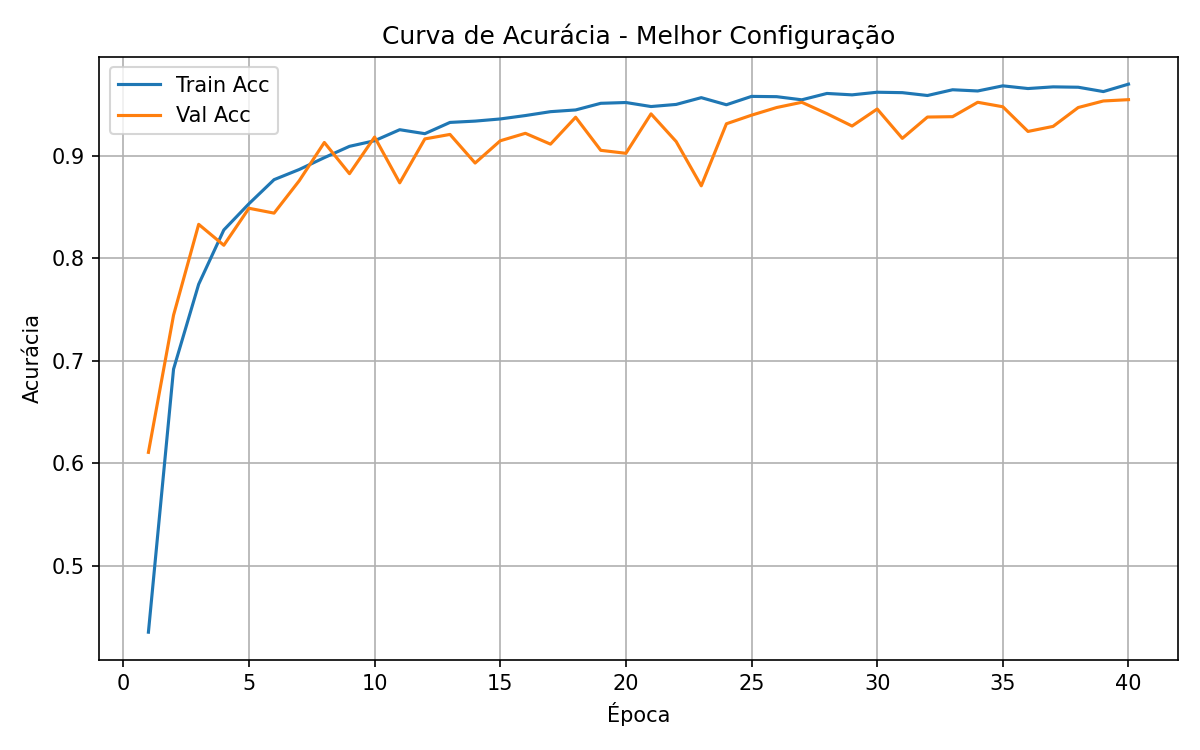 Curva de Acurácia - Melhor Configuração
Train Acc
Val Acc
Acurácia
0.9
0.8
0.7
0.6
0.5
0 5 10 15 20 25 30 35 40
Época